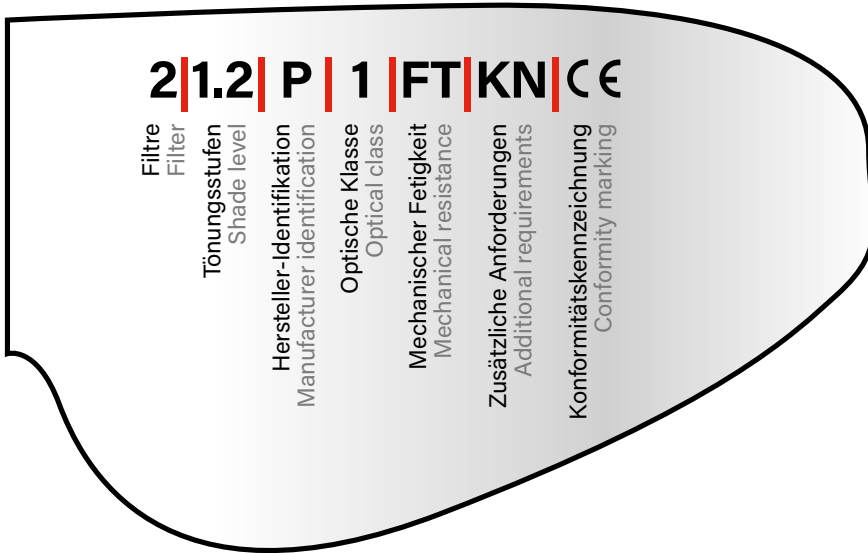 2|1.2|P|1|FT|KN|CE
Filtre
Filter
Tönungsstufen
Shade level
Hersteller-Identifikation
Manufacturer identification
Optische Klasse
Optical class
Mechanischer Fetigkeit
Mechanical resistance
Zusätzliche Anforderungen
Additional requirements
Konformitätskennzeichnung
Conformity marking